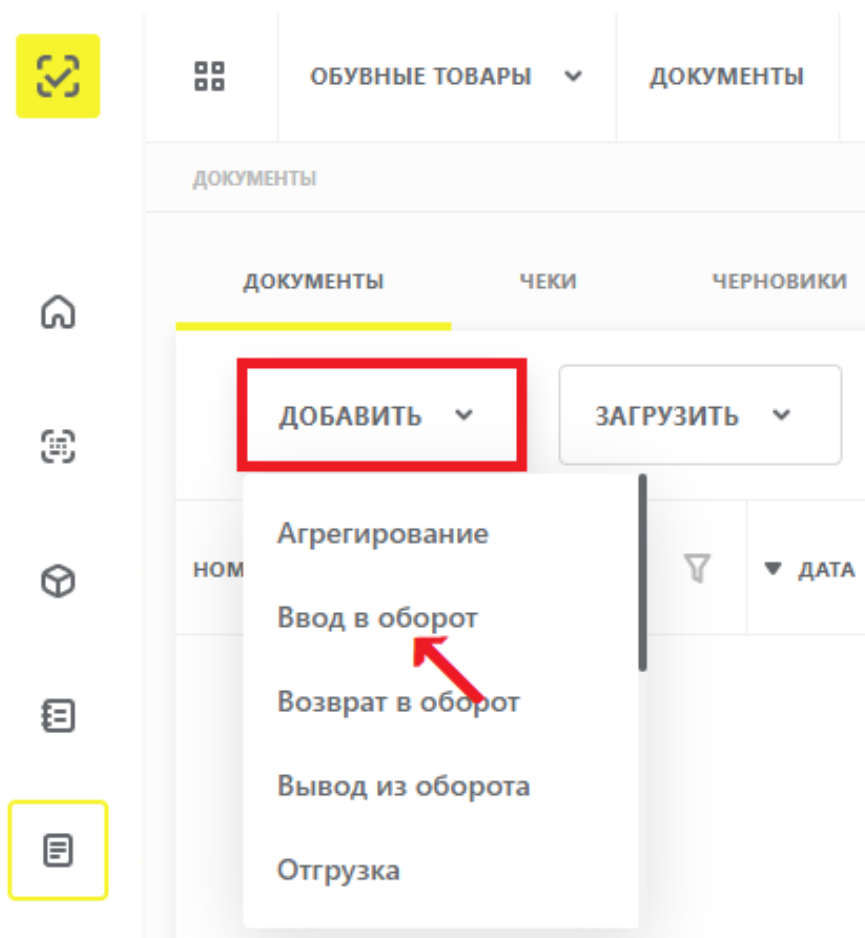 ОБУВНЫЕ ТОВАРЫ ДОКУМЕНТЫ
ДОКУМЕНТЫ
ДОКУМЕНТЫ ЧЕКИ ЧЕРНОВИКИ
ДОБАВИТЬ ЗАГРУЗИТЬ
Агрегирование
НОМ ДАТА
Ввод в оборот
Возврат в оборот
Вывод из оборота
Отгрузка